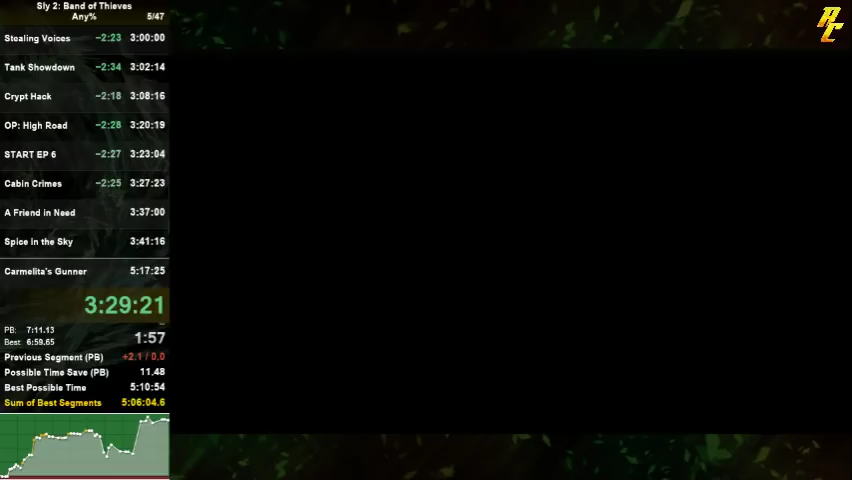 Sly 2: Band of Thieves
Any% 5/47
Stealing Voices -2:23 3:00:00
Tank Showdown -2:34 3:02:14
Crypt Hack -2:18 3:08:16
OP: High Road -2:28 3:20:19
START EP 6 -2:27 3:23:04
Cabin Crimes -2:25 3:27:23
A Friend in Need 3:37:00
Spice in the Sky 3:41:16
Carmelita's Gunner 5:17:25
3:29:21
PB: 7:11.13
Best: 6:59.65
1:57
Previous Segment (PB) +2.1 / 0.0
Possible Time Save (PB) 11.48
Best Possible Time 5:10:54
Sum of Best Segments 5:06:04.6